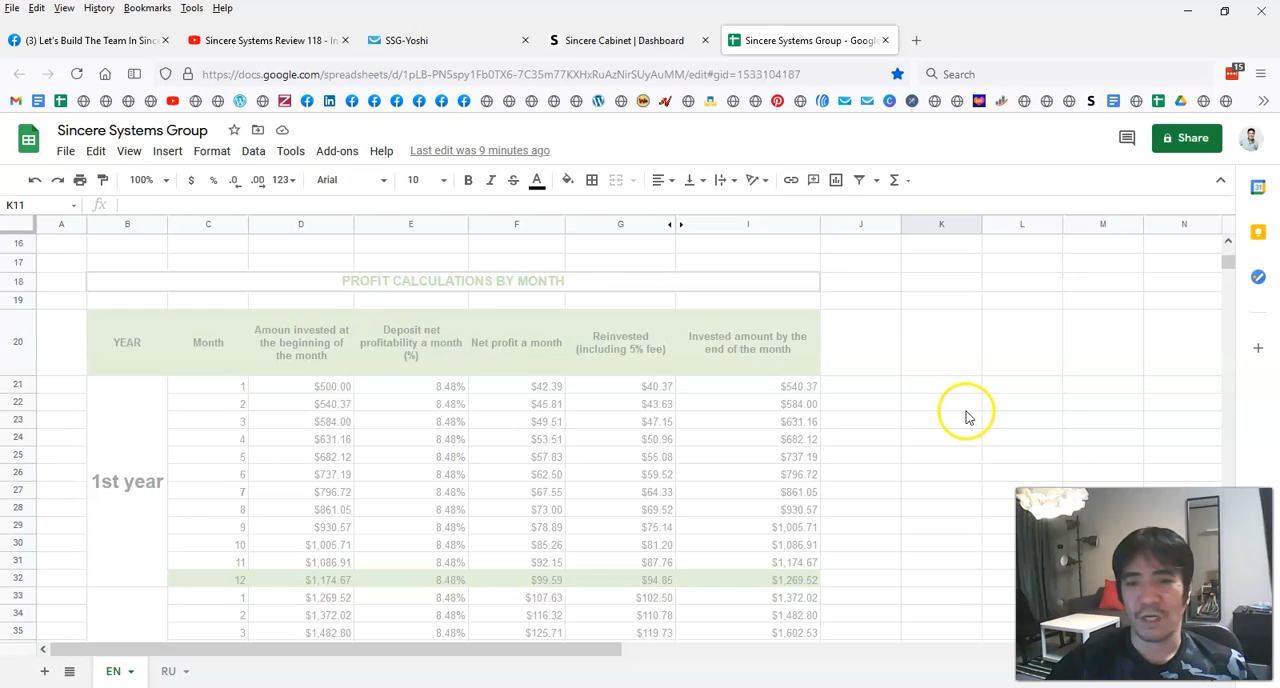 File Edit View History Bookmarks Tools Help
(3) Let's Build The Team In Since
Sincere Systems Review 118 - In
SSG-Yoshi
Sincere Cabinet | Dashboard
Sincere Systems Group - Google
https://docs.google.com/spreadsheets/d/1pLB-PN5spy1Fb0TX6-7C35m77KXHxRuAzNirSUyAuMM/edit#gid=1533104187
Search
15
Sincere Systems Group
File Edit View Insert Format Data Tools Add-ons Help Last edit was 9 minutes ago
Share
100% $ % .0 .00 123 Arial 10
K11
A B C D E F G I J K L M N
16
17
18 PROFIT CALCULATIONS BY MONTH
19
20 YEAR Month Amoun invested at the beginning of the month Deposit net profitability a month (%) Net profit a month Reinvested (including 5% fee) Invested amount by the end of the month
21 1 $500.00 8.48% $42.39 $40.37 $540.37
22 2 $540.37 8.48% $45.81 $43.63 $584.00
23 3 $584.00 8.48% $49.51 $47.15 $631.16
24 4 $631.16 8.48% $53.51 $50.96 $682.12
25 5 $682.12 8.48% $57.83 $55.08 $737.19
1st year
26 6 $737.19 8.48% $62.50 $59.52 $796.72
27 7 $796.72 8.48% $67.55 $64.33 $861.05
28 8 $861.05 8.48% $73.00 $69.52 $930.57
29 9 $930.57 8.48% $78.89 $75.14 $1,005.71
30 10 $1,005.71 8.48% $85.26 $81.20 $1,086.91
31 11 $1,086.91 8.48% $92.15 $87.76 $1,174.67
32 12 $1,174.67 8.48% $99.59 $94.85 $1,269.52
33 1 $1,269.52 8.48% $107.63 $102.50 $1,372.02
34 2 $1,372.02 8.48% $116.32 $110.78 $1,482.80
35 3 $1,482.80 8.48% $125.71 $119.73 $1,602.53
EN RU